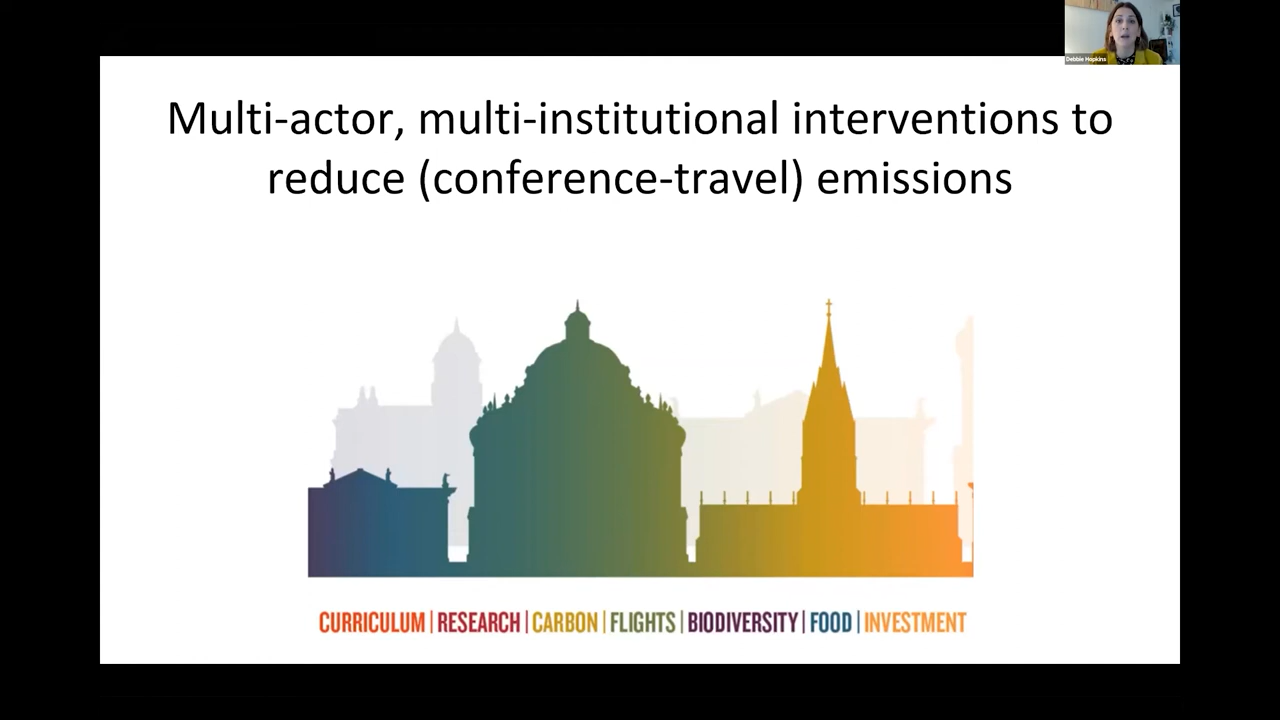 Debbie Hopkins
Multi-actor, multi-institutional interventions to
reduce (conference-travel) emissions
CURRICULUM | RESEARCH | CARBON | FLIGHTS | BIODIVERSITY | FOOD | INVESTMENT